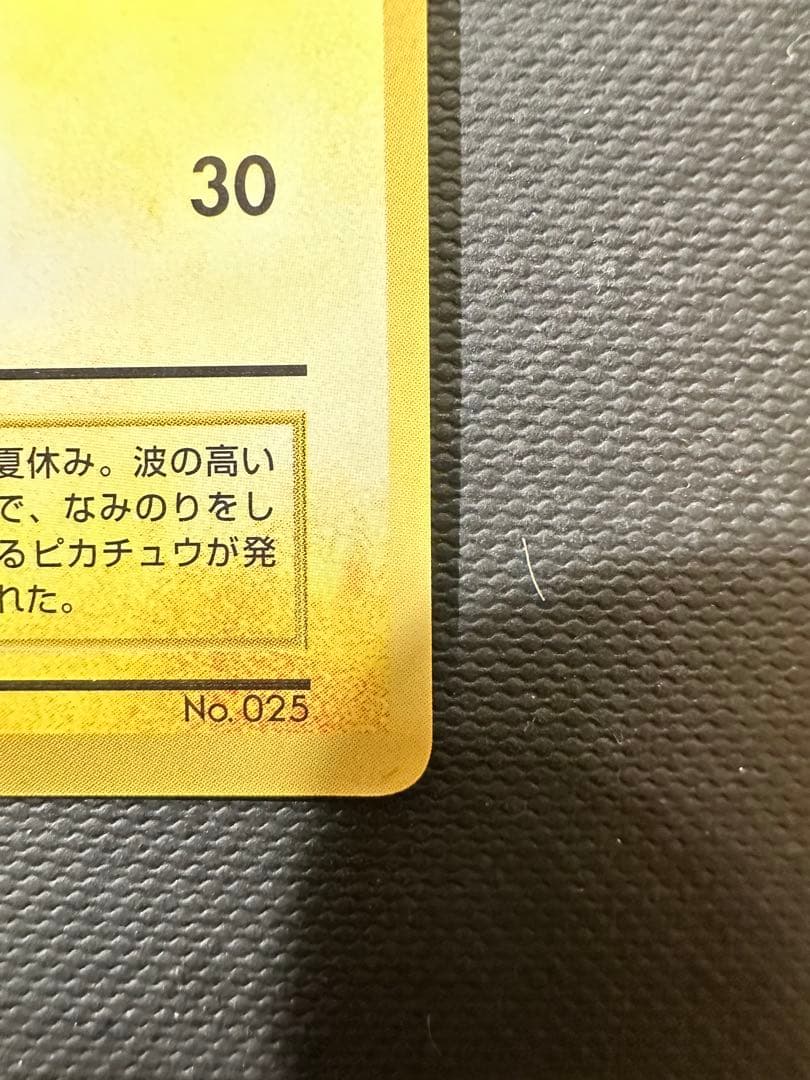 30
夏休み。波の高い
で、なみのりをし
るピカチュウが発
れた。
No. 025